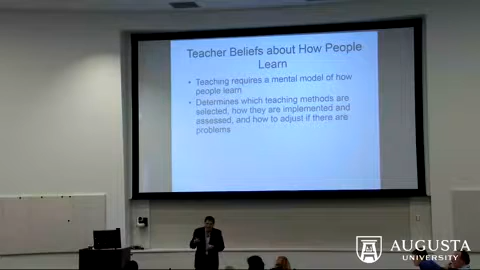 Teacher Beliefs about How People
Learn
• Teaching requires a mental model of how
people learn
• Determines which teaching methods are
selected, how they are implemented and
assessed, and how to adjust if there are
problems
AUGUSTA
UNIVERSITY